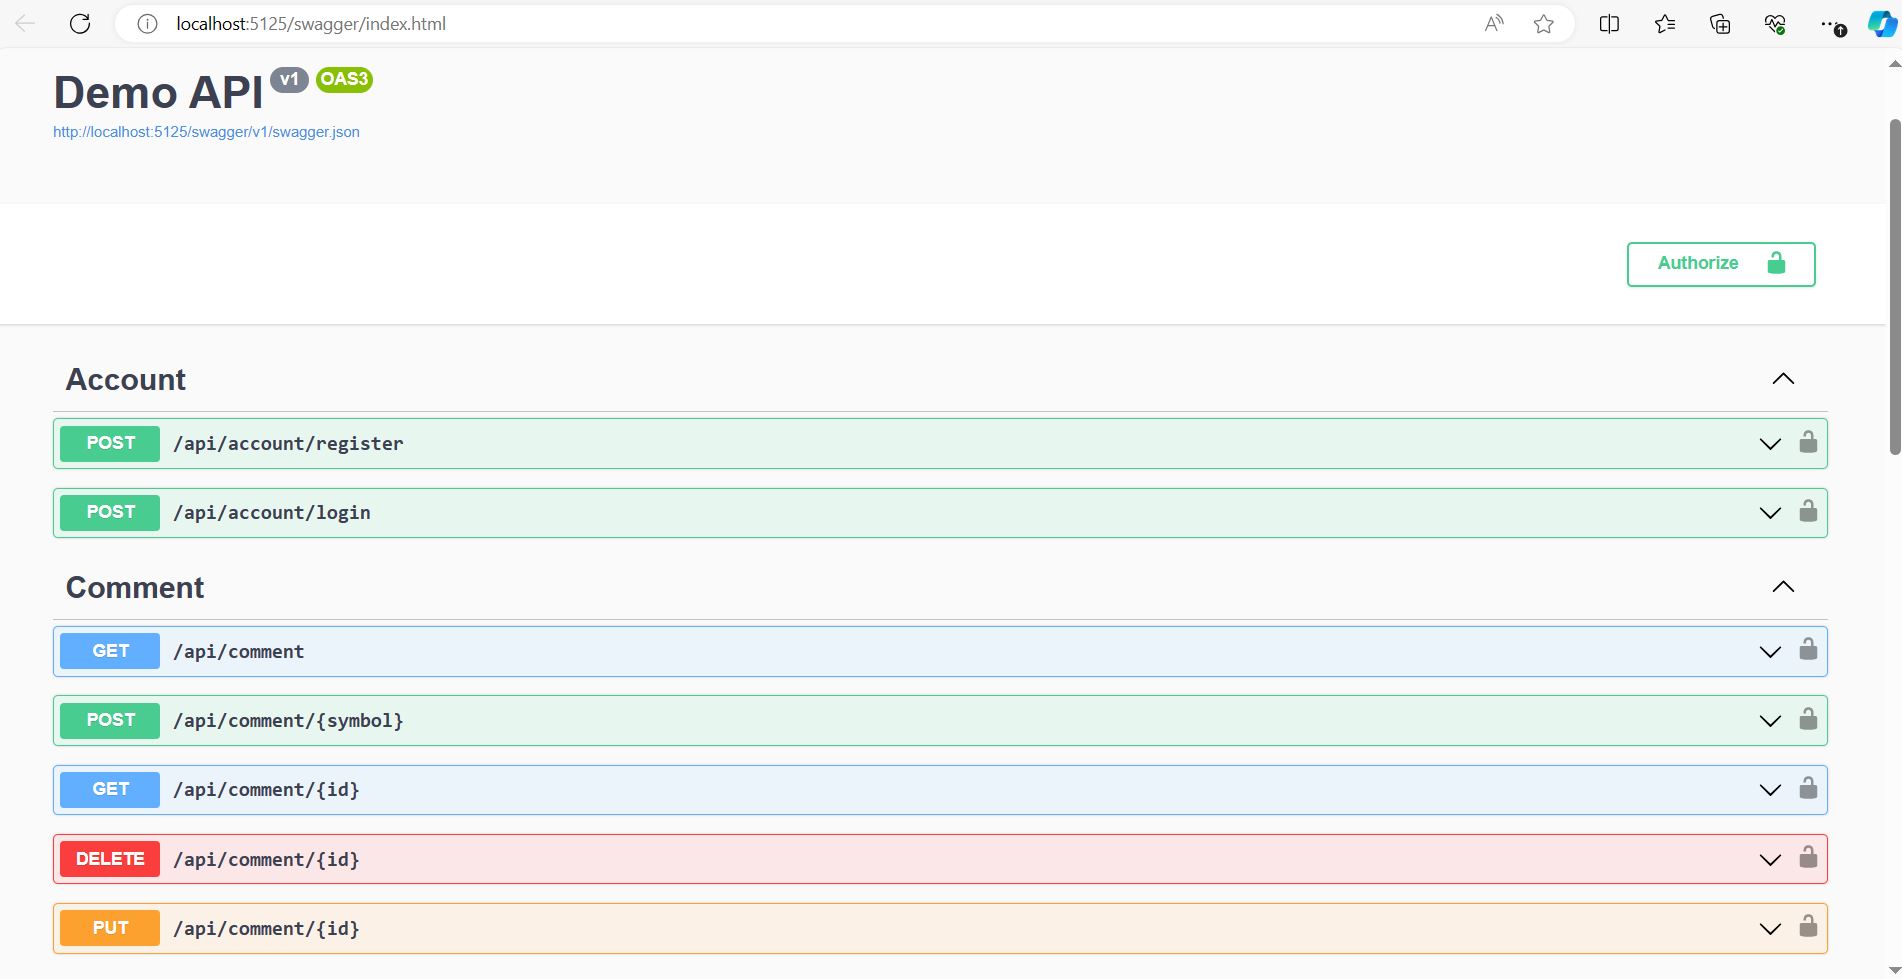 localhost:5125/swagger/index.html
Demo API v1 OAS3
http://localhost:5125/swagger/v1/swagger.json
Authorize
Account
POST /api/account/register
POST /api/account/login
Comment
GET /api/comment
POST /api/comment/{symbol}
GET /api/comment/{id}
DELETE /api/comment/{id}
PUT /api/comment/{id}